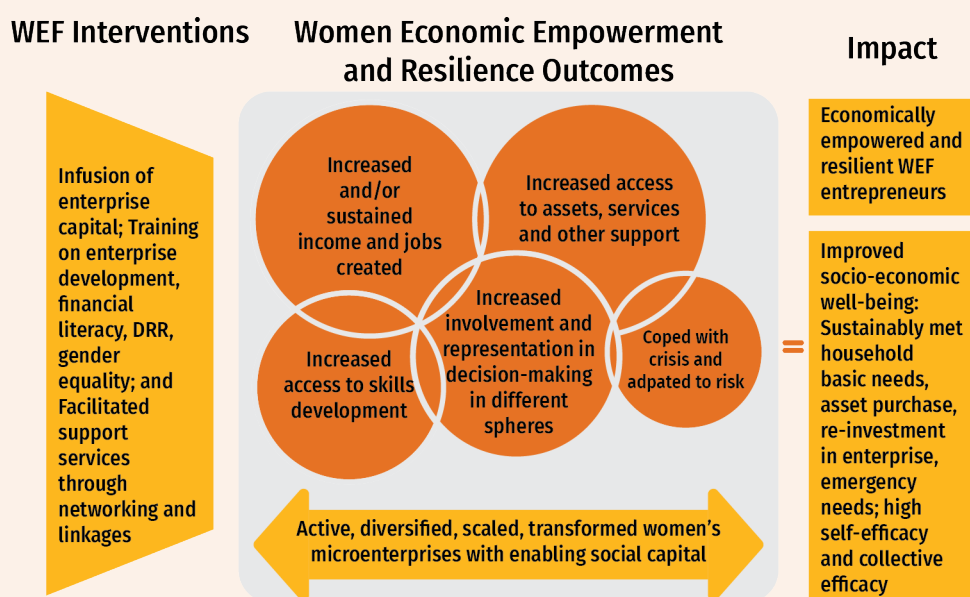 WEF Interventions
Women Economic Empowerment
and Resilience Outcomes
Impact
Infusion of
enterprise
capital; Training
on enterprise
development,
financial
literacy, DRR,
gender
equality; and
Facilitated
support
services
through
networking and
linkages
Increased
and/or
sustained
income and jobs
created
Increased access
to assets, services
and other support
Increased
access to skills
development
Increased
involvement and
representation in
decision-making
in different
spheres
Coped with
crisis and
adpated to risk
Active, diversified, scaled, transformed women's
microenterprises with enabling social capital
=
Economically
empowered and
resilient WEF
entrepreneurs
Improved
socio-economic
well-being:
Sustainably met
household
basic needs,
asset purchase,
re-investment
in enterprise,
emergency
needs; high
self-efficacy
and collective
efficacy